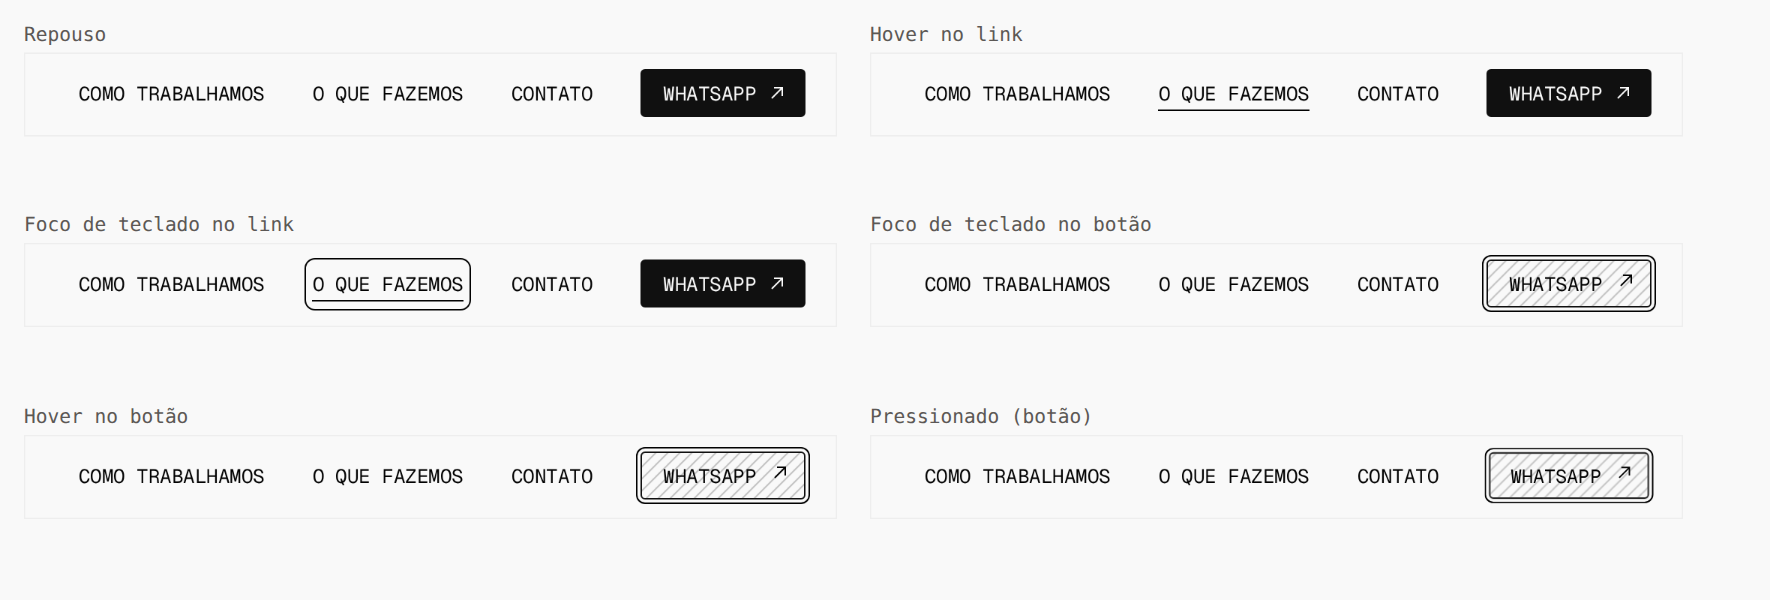 Repouso
COMO TRABALHAMOS O QUE FAZEMOS CONTATO WHATSAPP ↗
Hover no link
COMO TRABALHAMOS O QUE FAZEMOS CONTATO WHATSAPP ↗
Foco de teclado no link
COMO TRABALHAMOS O QUE FAZEMOS CONTATO WHATSAPP ↗
Foco de teclado no botão
COMO TRABALHAMOS O QUE FAZEMOS CONTATO WHATSAPP ↗
Hover no botão
COMO TRABALHAMOS O QUE FAZEMOS CONTATO WHATSAPP ↗
Pressionado (botão)
COMO TRABALHAMOS O QUE FAZEMOS CONTATO WHATSAPP ↗